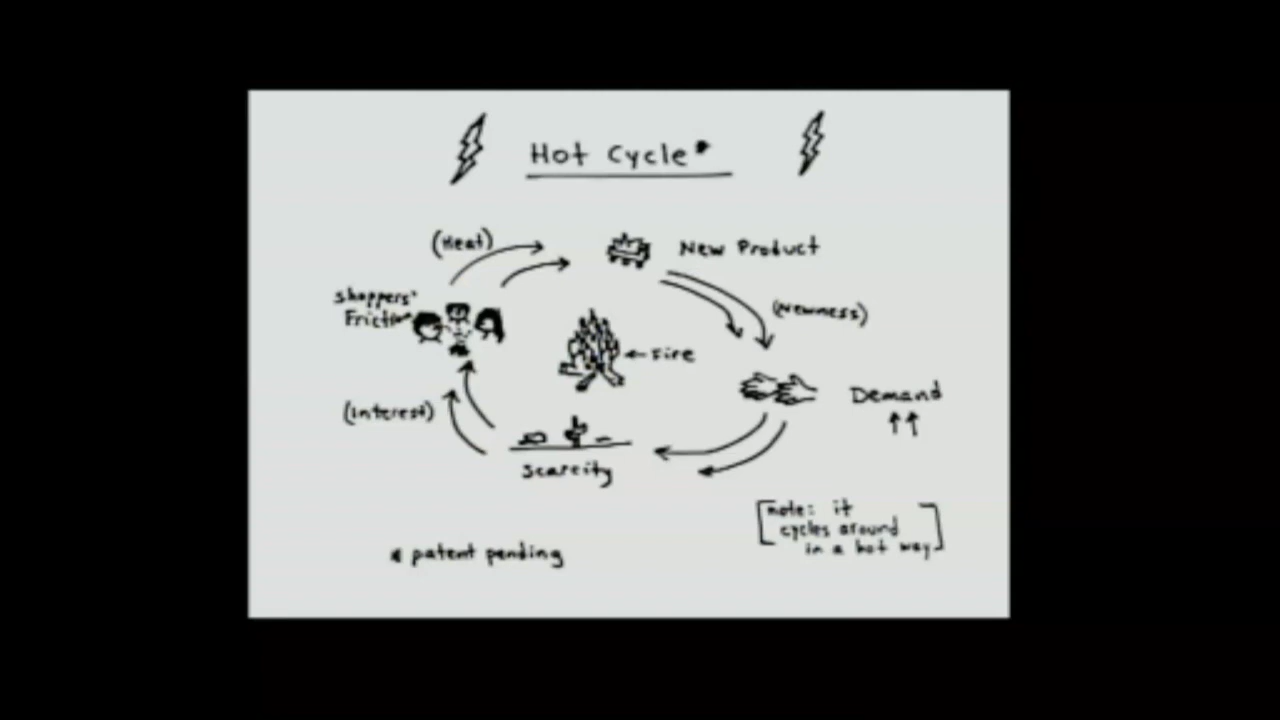 Hot Cycle*
(Heat)
New Product
Shoppers'
Friction
(Newness)
← Fire
Demand
↑↑
(Interest)
Scarcity
[note: it
cycles around
in a hot way]
* patent pending